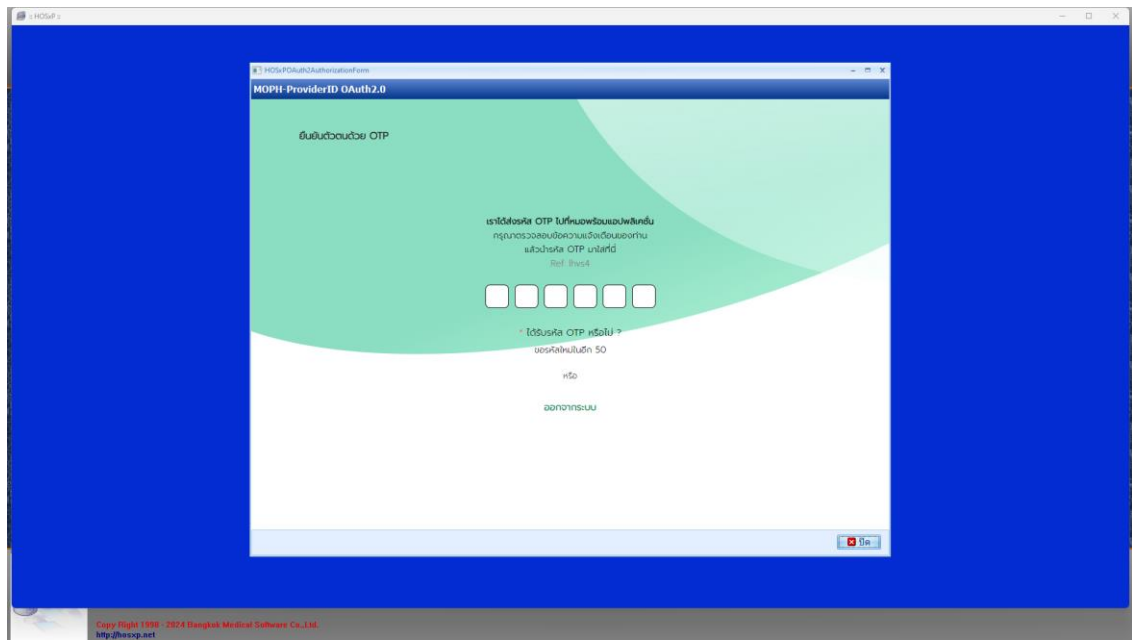 :: HOSxP ::
HOSxPOAuth2AuthorizationForm
MOPH-ProviderID OAuth2.0
ยืนยันตัวตนด้วย OTP
เราได้ส่งรหัส OTP ไปที่หมอพร้อมแอปพลิเคชั่น
กรุณาตรวจสอบข้อความแจ้งเตือนของท่าน
แล้วนำรหัส OTP มาใส่ที่นี่
* ได้รับรหัส OTP หรือไม่ ?
ขอรหัสใหม่ในอีก 50
หรือ
ออกจากระบบ
ปิด
Copy Right 1998 - 2024 Bangkok Medical Software Co.,Ltd.
http://hosxp.net